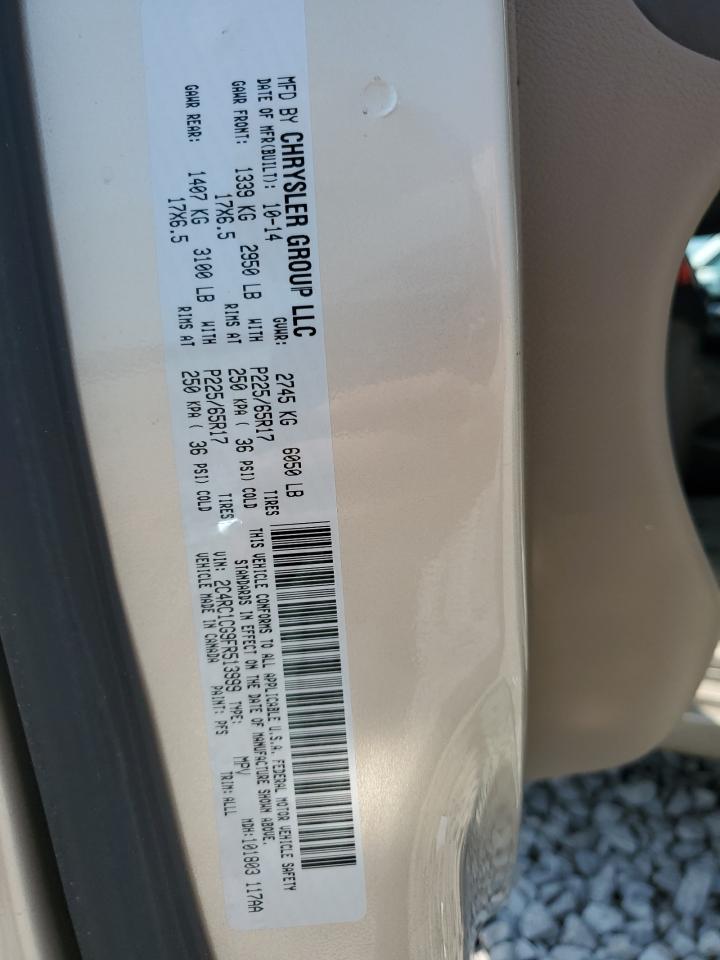 MFD BY CHRYSLER GROUP LLC
DATE OF MFR(BUILT): 10-14 GVWR: 2745 KG 6050 LB
GAWR FRONT: 1339 KG 2950 LB WITH P225/65R17 TIRES
17X6.5 RIMS AT 250 KPA ( 36 PSI) COLD
GAWR REAR: 1407 KG 3100 LB WITH P225/65R17 TIRES
17X6.5 RIMS AT 250 KPA ( 36 PSI) COLD
THIS VEHICLE CONFORMS TO ALL APPLICABLE U.S.A. FEDERAL MOTOR VEHICLE SAFETY
STANDARDS IN EFFECT ON THE DATE OF MANUFACTURE SHOWN ABOVE.
VIN: 2C4RC1CG9FR513999 TYPE: MPV MDH:101803 117AA
VEHICLE MADE IN CANADA PAINT: PFS TRIM:ALLL